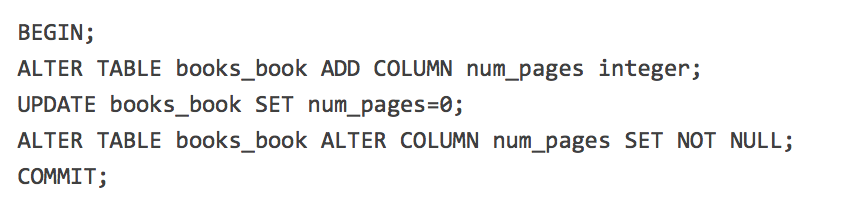 BEGIN;
ALTER TABLE books_book ADD COLUMN num_pages integer;
UPDATE books_book SET num_pages=0;
ALTER TABLE books_book ALTER COLUMN num_pages SET NOT NULL;
COMMIT;